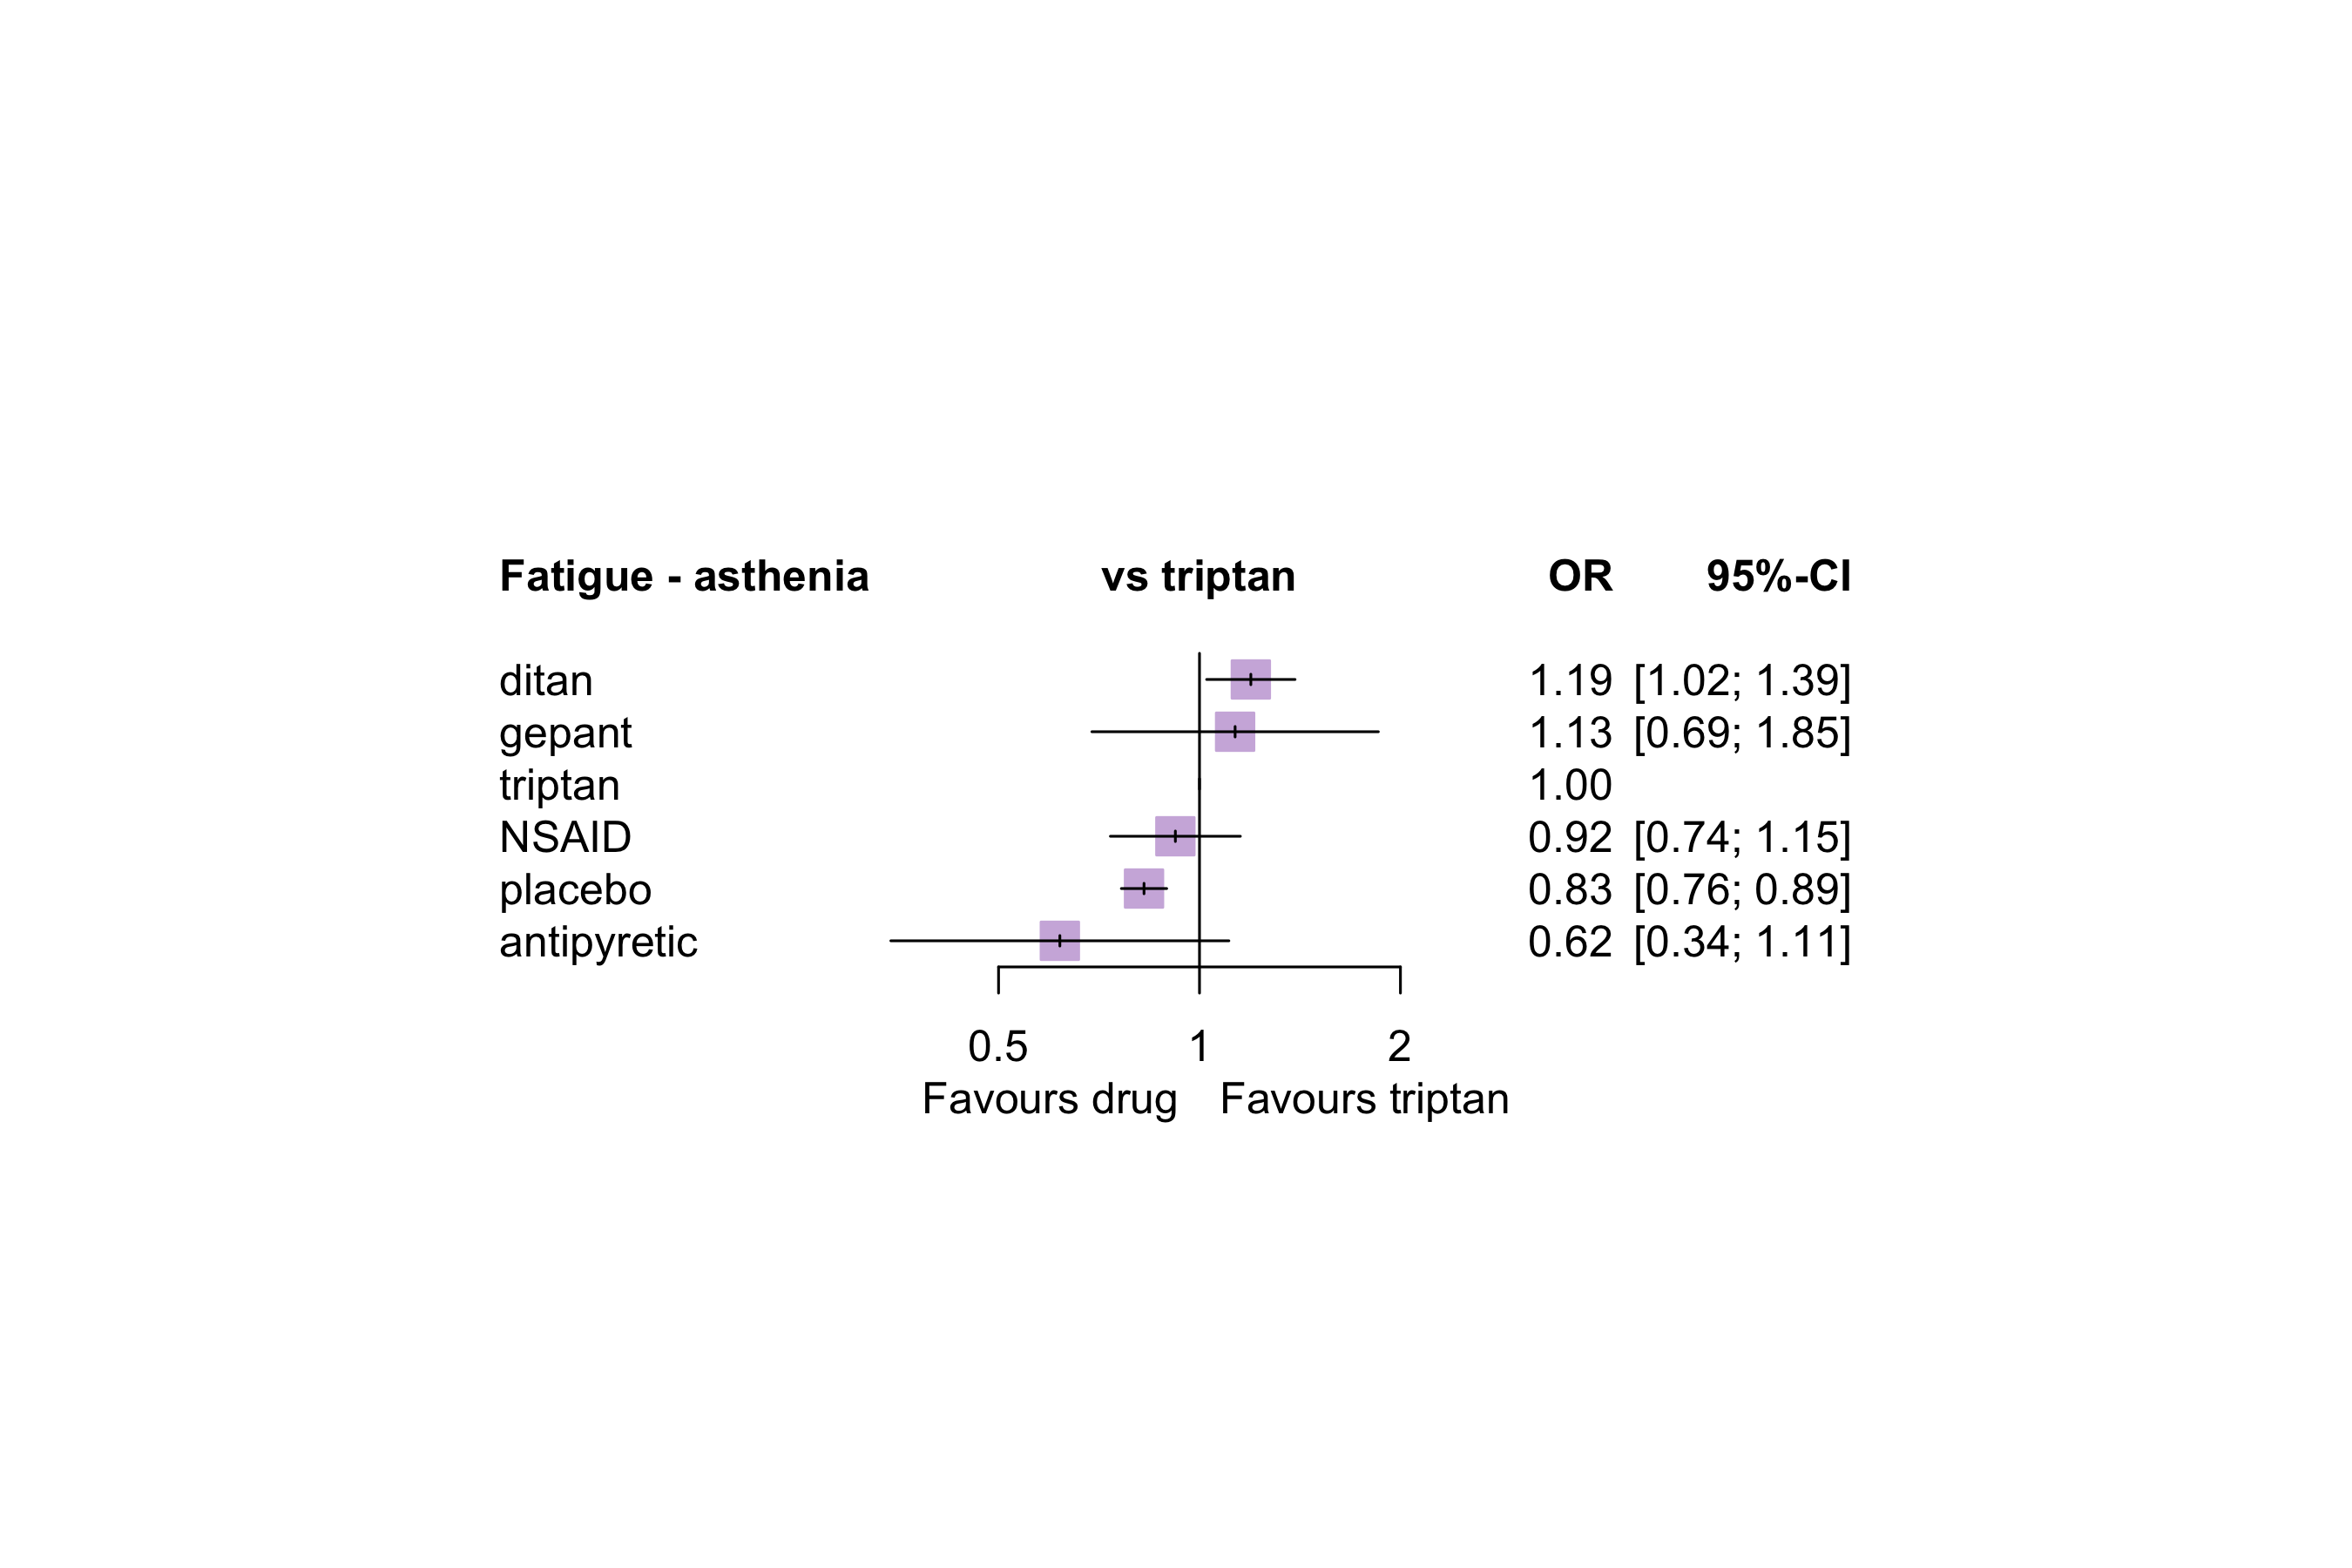 Fatigue - asthenia vs triptan OR 95%-CI
ditan 1.19 [1.02; 1.39]
gepant 1.13 [0.69; 1.85]
triptan 1.00
NSAID 0.92 [0.74; 1.15]
placebo 0.83 [0.76; 0.89]
antipyretic 0.62 [0.34; 1.11]
0.5 1 2
Favours drug Favours triptan